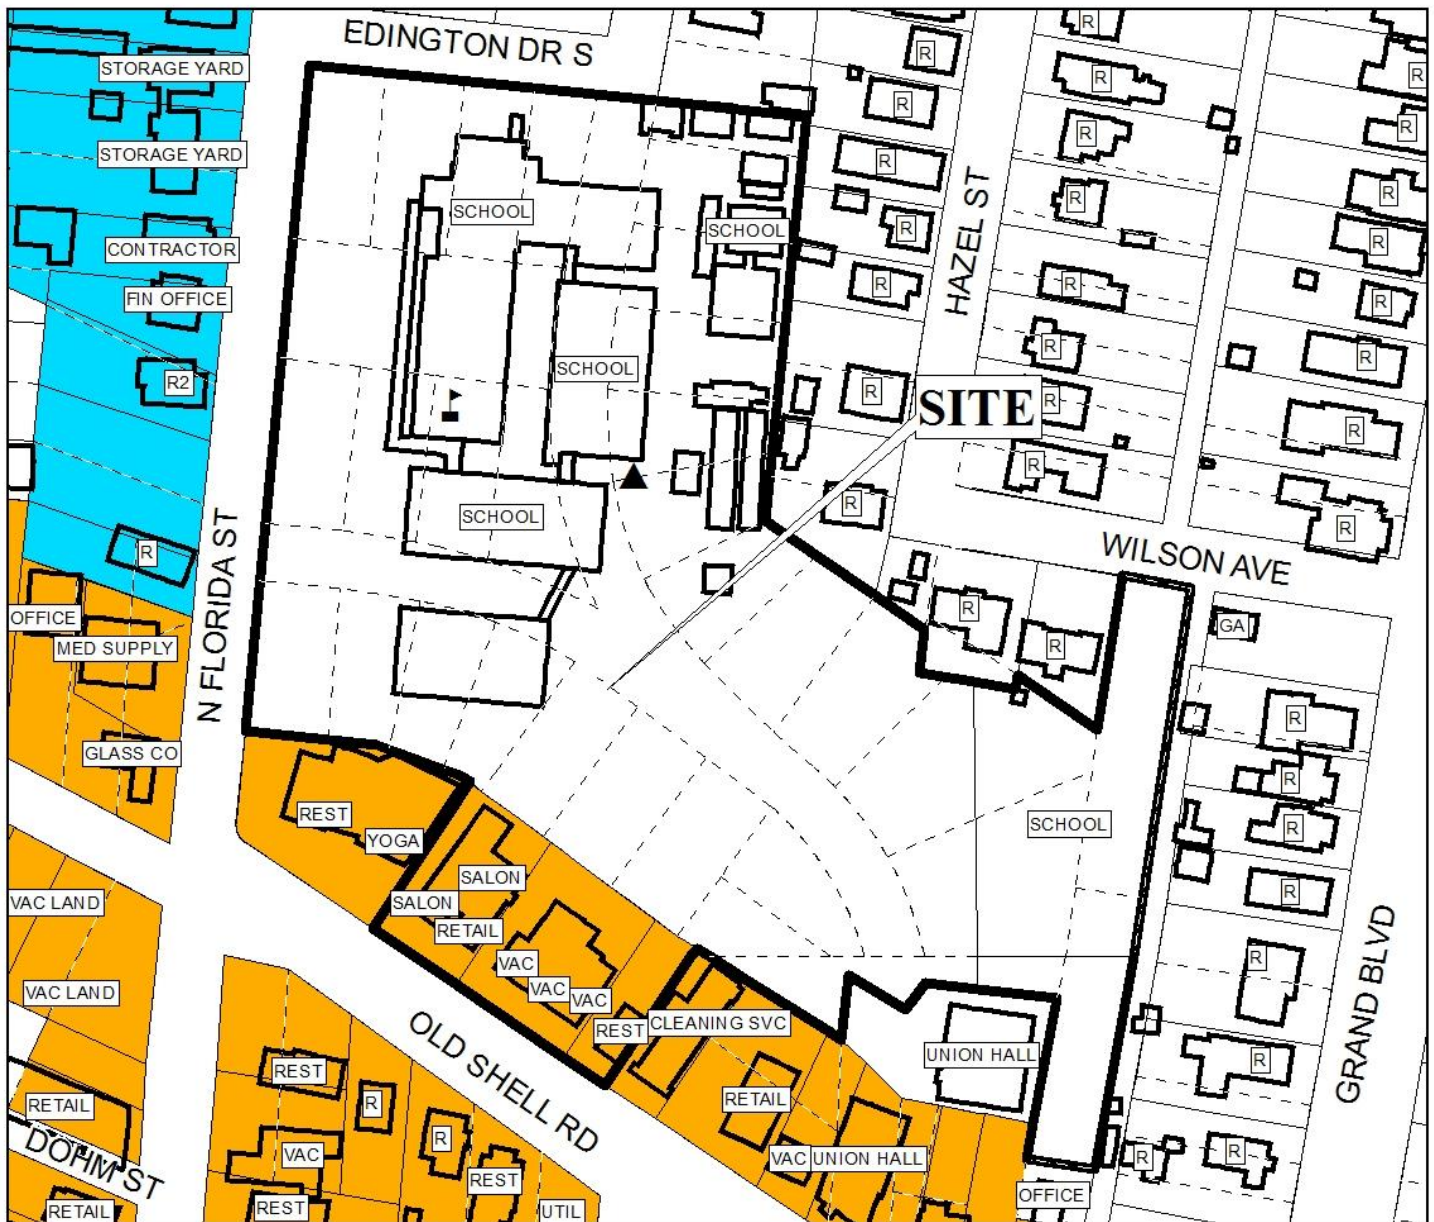 EDINGTON DR S
R
R
R
R
STORAGE YARD
R
R
R
STORAGE YARD
R
R
R
SCHOOL
SCHOOL
R
HAZEL ST
R
CONTRACTOR
FIN OFFICE
R
R
R
SCHOOL
R2
R
R
R
SITE
R
R
R
SCHOOL
R
R
N FLORIDA ST
WILSON AVE
R
OFFICE
MED SUPPLY
R
R
GA
R
GLASS CO
R
REST
YOGA
SCHOOL
R
SALON
SALON
RETAIL
R
VAC LAND
VAC
VAC
VAC
R
VAC LAND
REST
CLEANING SVC
OLD SHELL RD
UNION HALL
R
GRAND BLVD
REST
R
RETAIL
RETAIL
R
DOHM ST
VAC
VAC
UNION HALL
R
R
REST
OFFICE
RETAIL
REST
UTIL